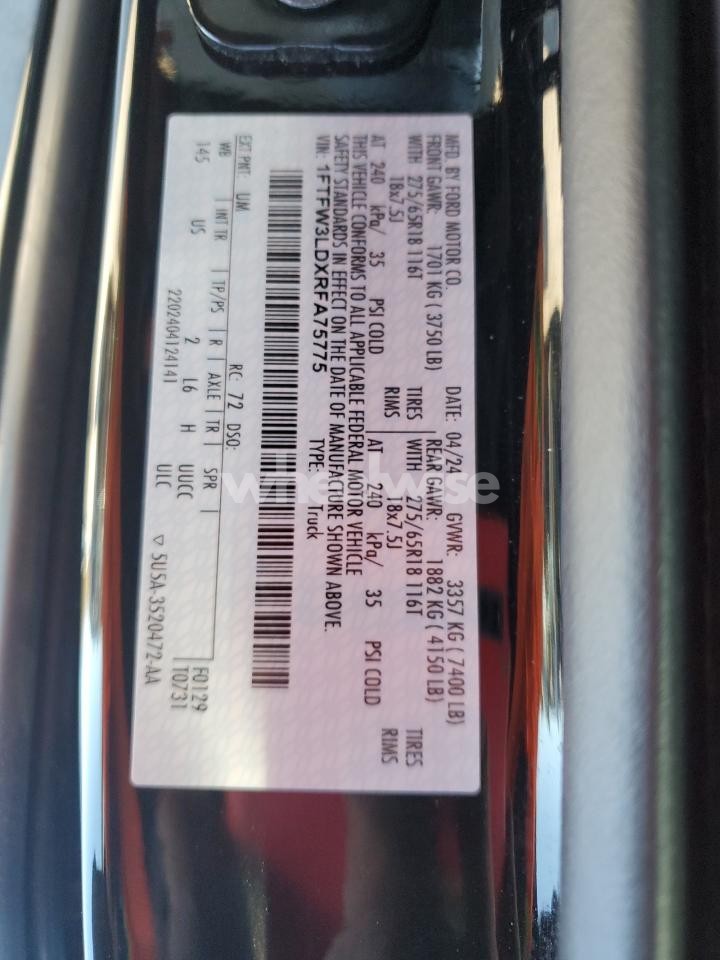 MFD. BY FORD MOTOR CO.
DATE: 04/24 GVWR: 3357 KG ( 7400 LB)
FRONT GAWR: 1701 KG ( 3750 LB) REAR GAWR: 1882 KG ( 4150 LB)
WITH 275/65R18 116T TIRES WITH 275/65R18 116T TIRES
18x7.5J RIMS 18x7.5J RIMS
AT 240 kPa/ 35 PSI COLD AT 240 kPa/ 35 PSI COLD
THIS VEHICLE CONFORMS TO ALL APPLICABLE FEDERAL MOTOR VEHICLE
SAFETY STANDARDS IN EFFECT ON THE DATE OF MANUFACTURE SHOWN ABOVE.
VIN: 1FTFW3LDXRFA75775 TYPE: Truck
EXT PNT: UM RC: 72 DSO:
WB | INT TR | TP/PS | R | AXLE | TR | SPR | F0129
145 US 2 L6 H UUCC T0731
2202404124141 ULC ▽ 5U5A-3520472-AA
wheelwise